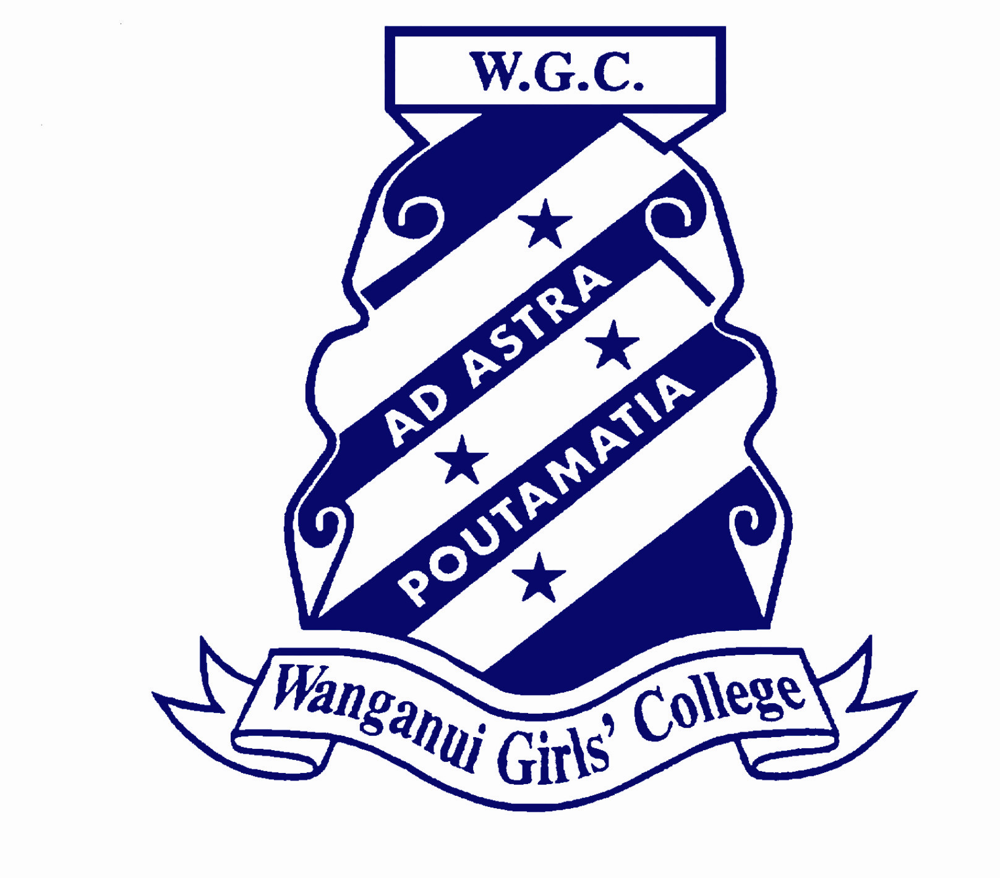 W.G.C.
AD ASTRA
POUTAMATIA
Wanganui Girls’ College